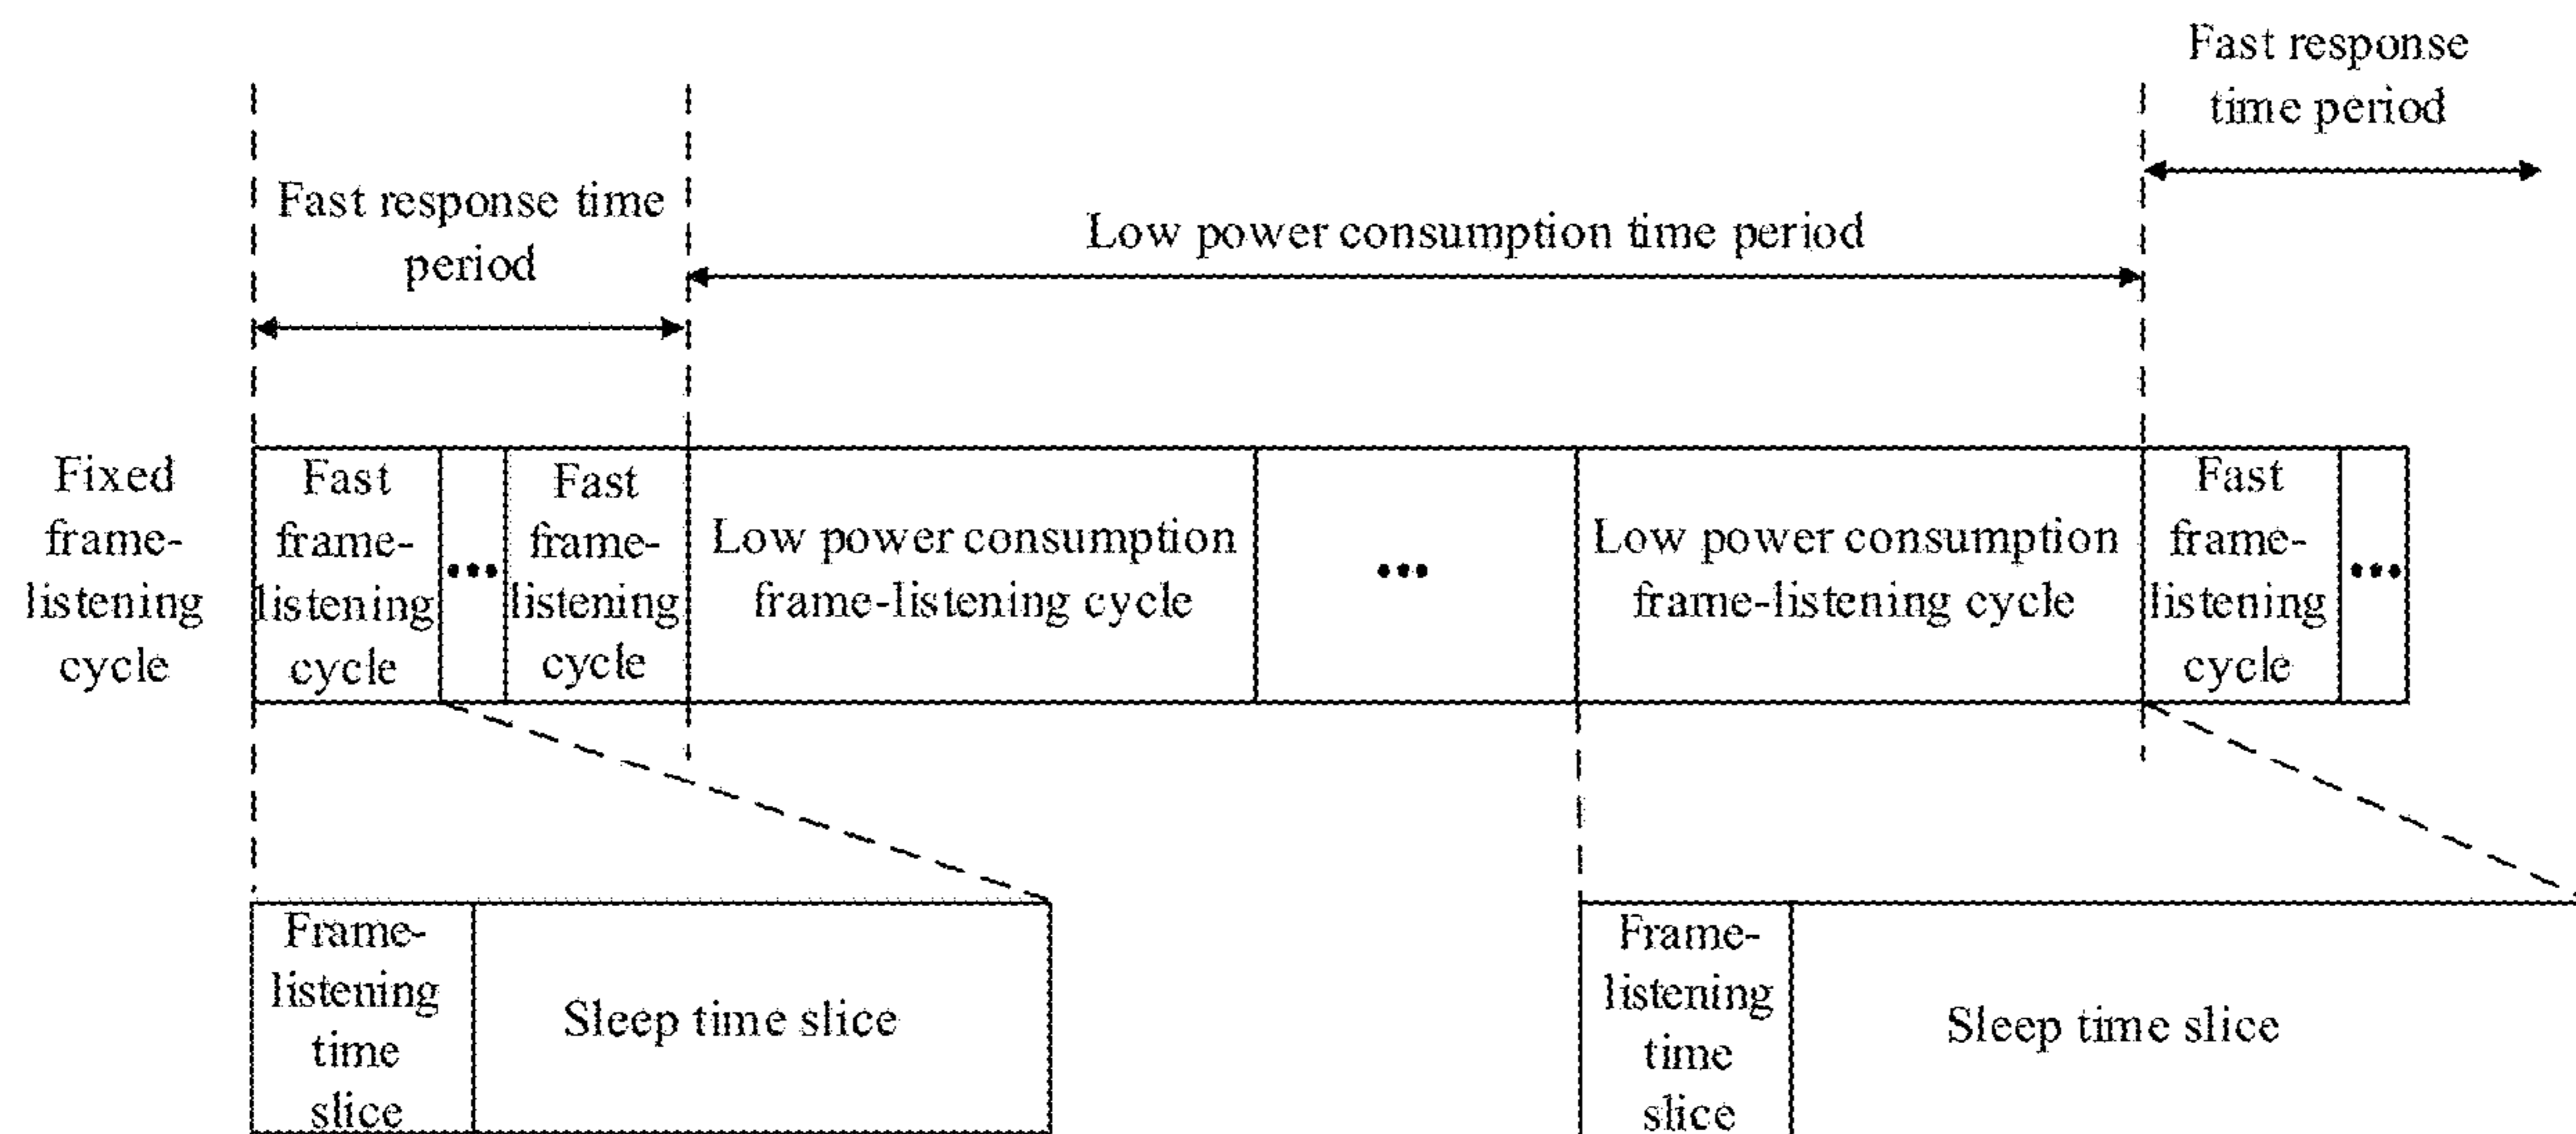 Fast response
time period
Fast response time
period
Low power consumption time period
Fixed
frame-
listening
cycle
Fast
frame-
listening
cycle
•••
Fast
frame-
listening
cycle
Low power consumption
frame-listening cycle
•••
Low power consumption
frame-listening cycle
Fast
frame-
listening
cycle
•••
Frame-
listening
time
slice
Sleep time slice
Frame-
listening
time
slice
Sleep time slice